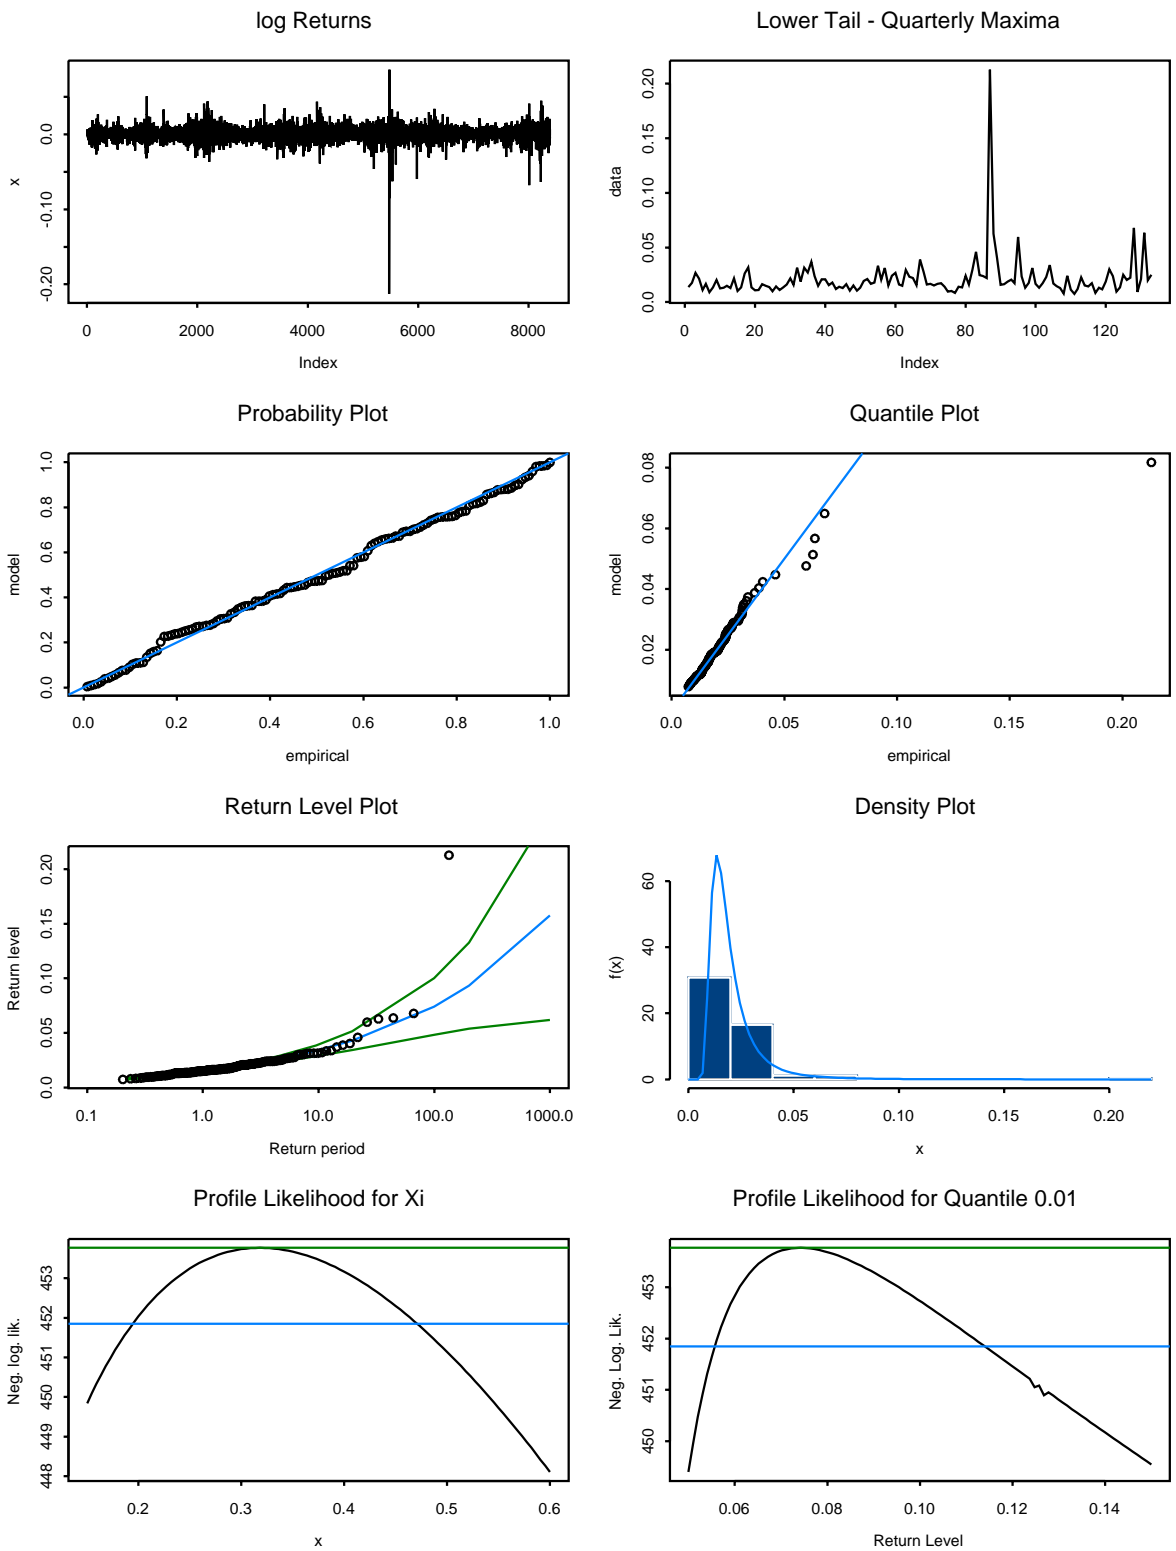 log Returns
0.0
-0.10
-0.20
x
0 2000 4000 6000 8000
Index
Lower Tail - Quarterly Maxima
0.20
0.15
0.10
0.05
0.0
data
0 20 40 60 80 100 120
Index
Probability Plot
1.0
0.8
0.6
0.4
0.2
0.0
model
0.0 0.2 0.4 0.6 0.8 1.0
empirical
Quantile Plot
0.08
0.06
0.04
0.02
model
0.0 0.05 0.10 0.15 0.20
empirical
Return Level Plot
0.20
0.15
0.10
0.05
0.0
Return level
0.1 1.0 10.0 100.0 1000.0
Return period
Density Plot
60
40
20
0
f(x)
0.0 0.05 0.10 0.15 0.20
x
Profile Likelihood for Xi
453
452
451
450
449
448
Neg. log. lik.
0.2 0.3 0.4 0.5 0.6
x
Profile Likelihood for Quantile 0.01
453
452
451
450
Neg. Log. Lik.
0.06 0.08 0.10 0.12 0.14
Return Level